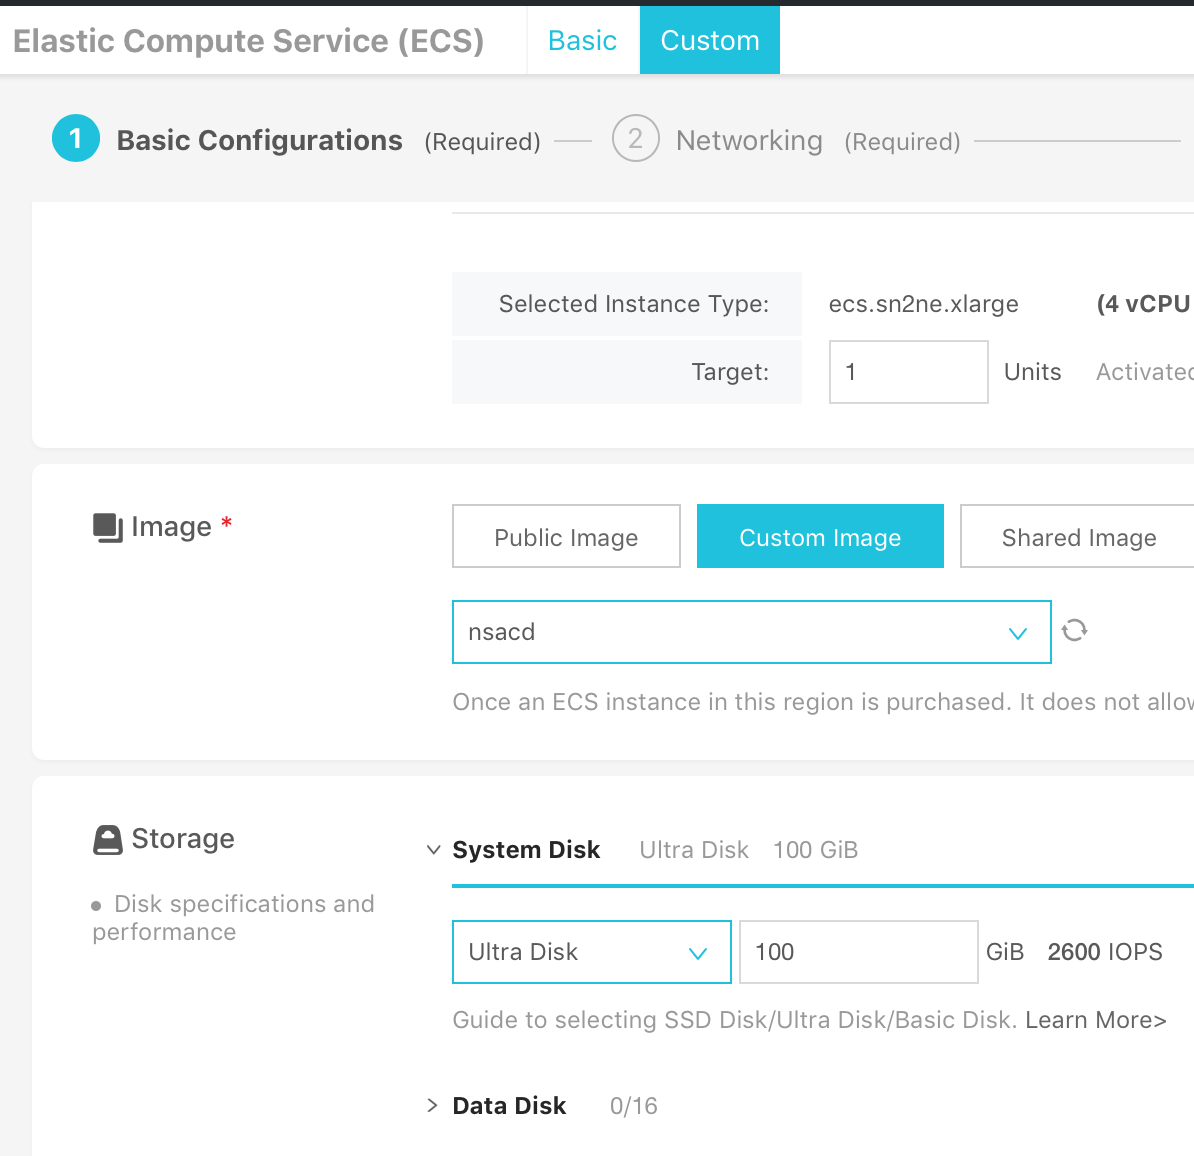 Elastic Compute Service (ECS) Basic Custom
1 Basic Configurations (Required) 2 Networking (Required)
Selected Instance Type: ecs.sn2ne.xlarge (4 vCPU
Target: 1 Units Activated
Image * Public Image Custom Image Shared Image
nsacd
Once an ECS instance in this region is purchased. It does not allow
Storage
System Disk Ultra Disk 100 GiB
• Disk specifications and
performance
Ultra Disk 100 GiB 2600 IOPS
Guide to selecting SSD Disk/Ultra Disk/Basic Disk. Learn More>
Data Disk 0/16